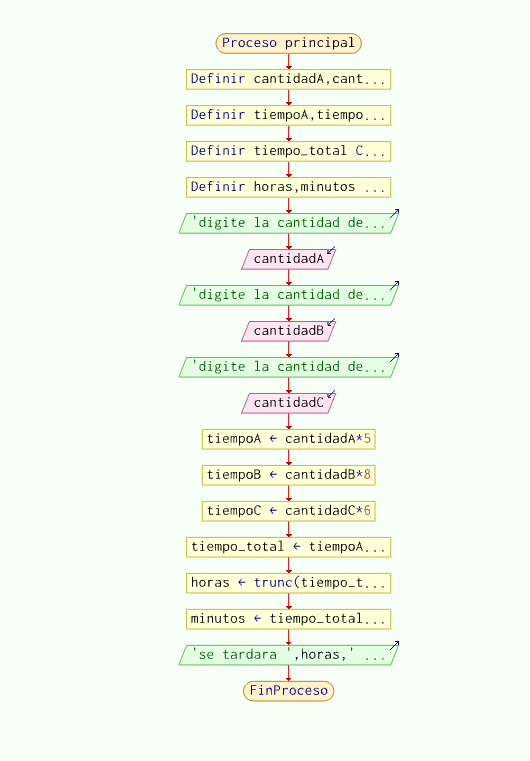 Proceso principal
Definir cantidadA,cant...
Definir tiempoA,tiempo...
Definir tiempo_total C...
Definir horas,minutos ...
'digite la cantidad de...
cantidadA
'digite la cantidad de...
cantidadB
'digite la cantidad de...
cantidadC
tiempoA ← cantidadA*5
tiempoB ← cantidadB*8
tiempoC ← cantidadC*6
tiempo_total ← tiempoA...
horas ← trunc(tiempo_t...
minutos ← tiempo_total...
'se tardara ',horas,' ...
FinProceso